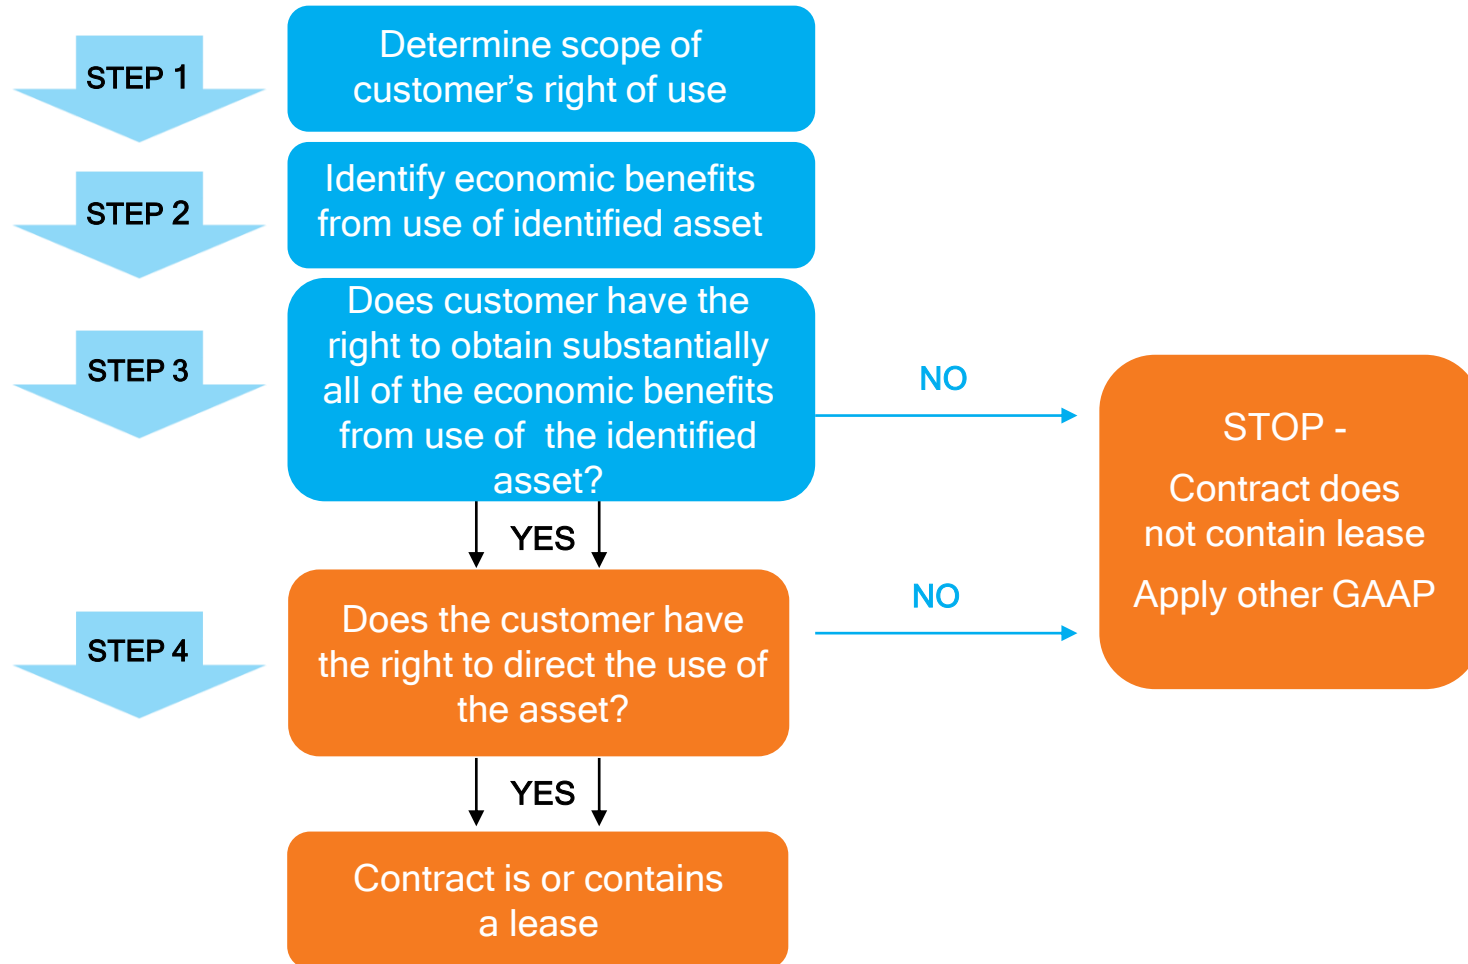 STEP 1
Determine scope of
customer’s right of use
STEP 2
Identify economic benefits
from use of identified asset
STEP 3
Does customer have the
right to obtain substantially
all of the economic benefits
from use of  the identified
asset?
NO
STOP -
Contract does
not contain lease
Apply other GAAP
YES
STEP 4
Does the customer have
the right to direct the use of
the asset?
NO
YES
Contract is or contains
a lease